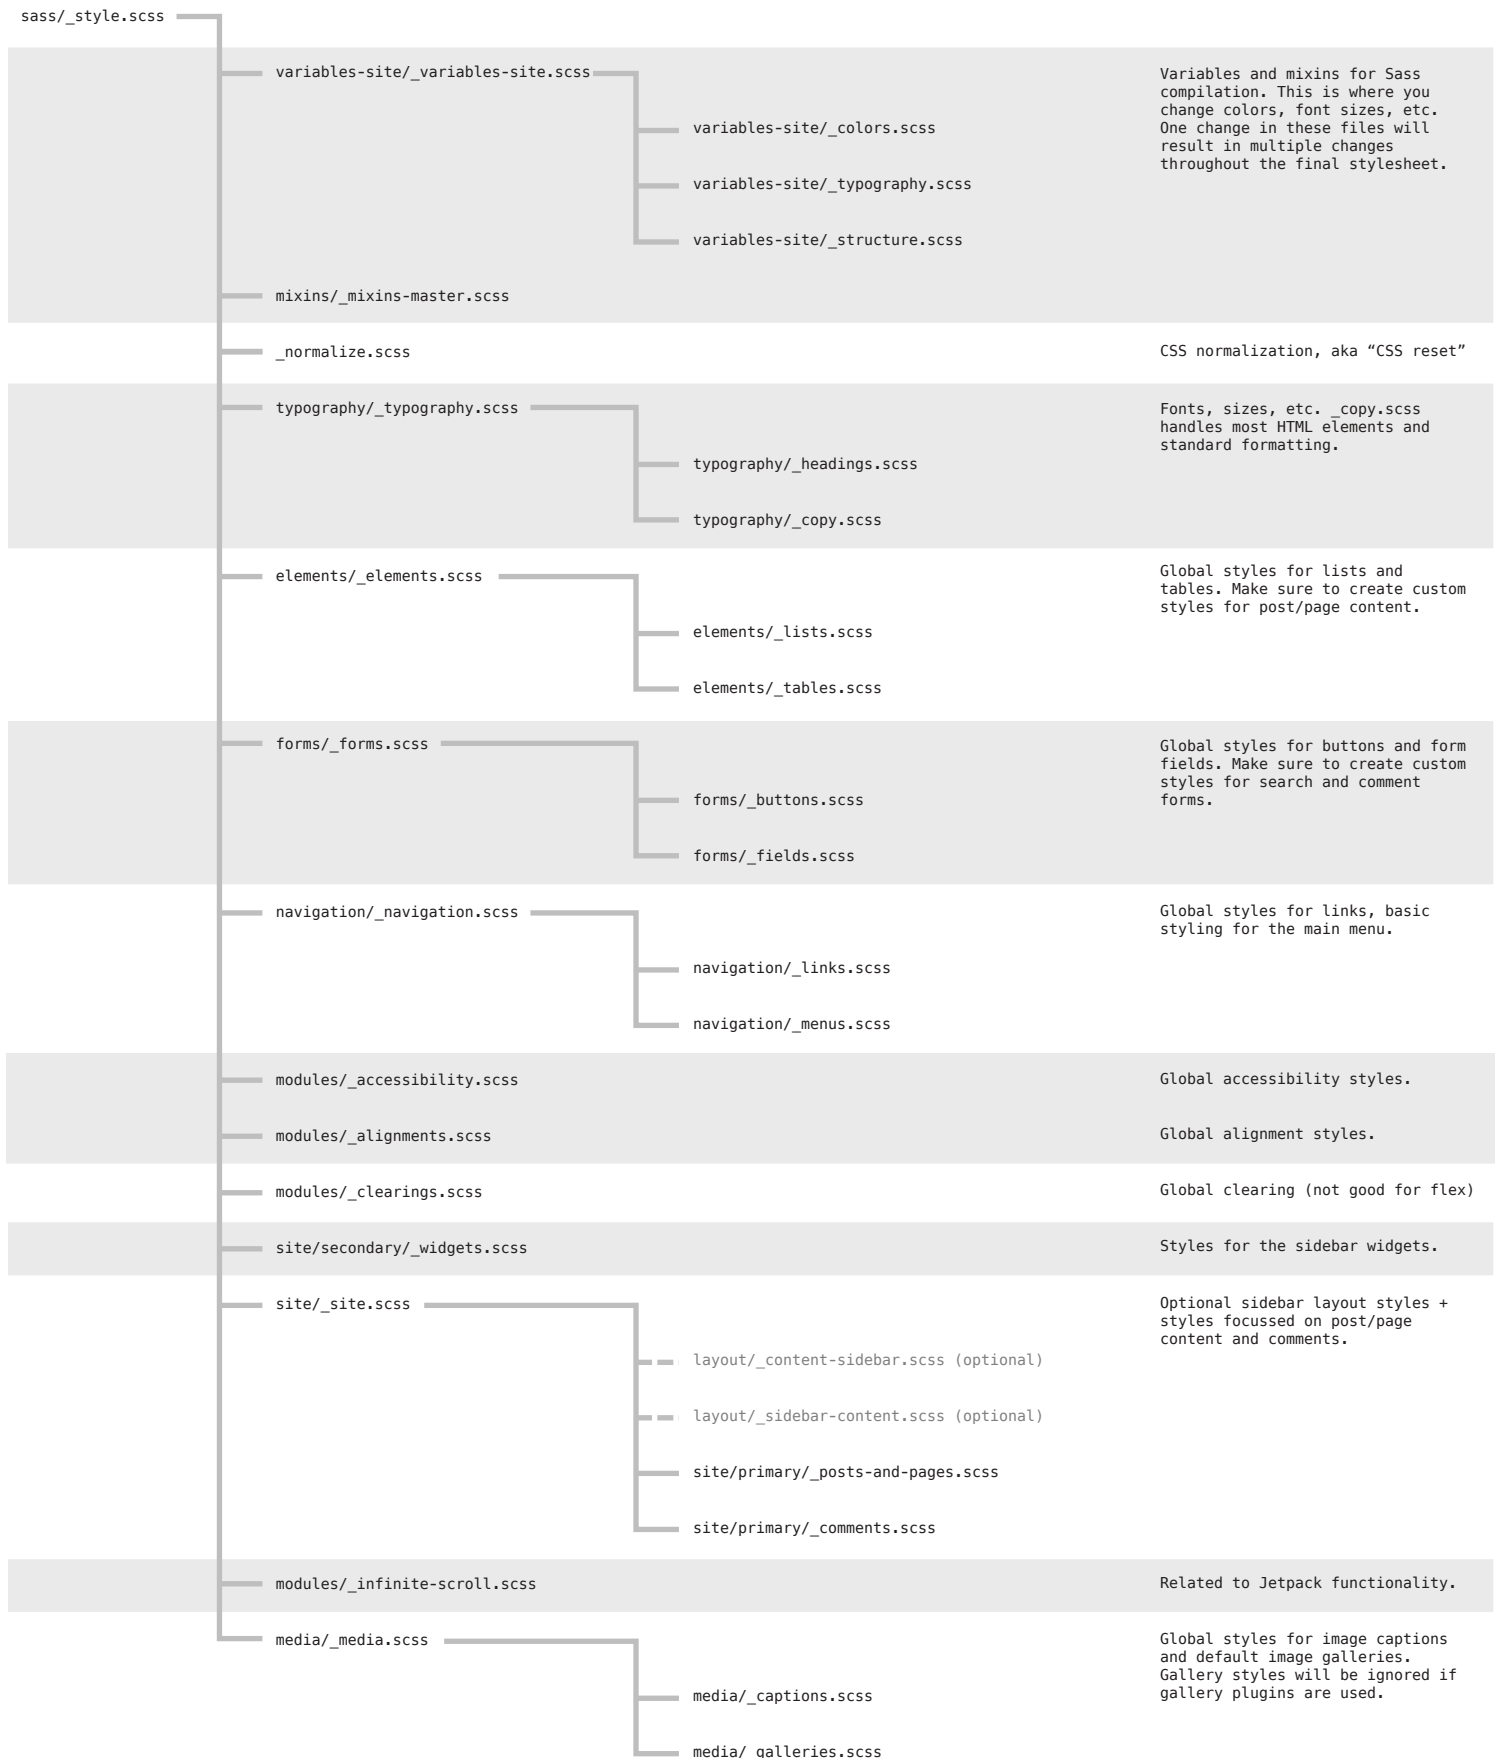 sass/_style.scss
variables-site/_variables-site.scss
Variables and mixins for Sass
compilation. This is where you
change colors, font sizes, etc.
One change in these files will
result in multiple changes
throughout the final stylesheet.
variables-site/_colors.scss
variables-site/_typography.scss
variables-site/_structure.scss
mixins/_mixins-master.scss
_normalize.scss
CSS normalization, aka “CSS reset”
typography/_typography.scss
Fonts, sizes, etc. _copy.scss
handles most HTML elements and
standard formatting.
typography/_headings.scss
typography/_copy.scss
elements/_elements.scss
Global styles for lists and
tables. Make sure to create custom
styles for post/page content.
elements/_lists.scss
elements/_tables.scss
forms/_forms.scss
Global styles for buttons and form
fields. Make sure to create custom
styles for search and comment
forms.
forms/_buttons.scss
forms/_fields.scss
navigation/_navigation.scss
Global styles for links, basic
styling for the main menu.
navigation/_links.scss
navigation/_menus.scss
modules/_accessibility.scss
Global accessibility styles.
modules/_alignments.scss
Global alignment styles.
modules/_clearings.scss
Global clearing (not good for flex)
site/secondary/_widgets.scss
Styles for the sidebar widgets.
site/_site.scss
Optional sidebar layout styles +
styles focussed on post/page
content and comments.
layout/_content-sidebar.scss (optional)
layout/_sidebar-content.scss (optional)
site/primary/_posts-and-pages.scss
site/primary/_comments.scss
modules/_infinite-scroll.scss
Related to Jetpack functionality.
media/_media.scss
Global styles for image captions
and default image galleries.
Gallery styles will be ignored if
gallery plugins are used.
media/_captions.scss
media/_galleries.scss